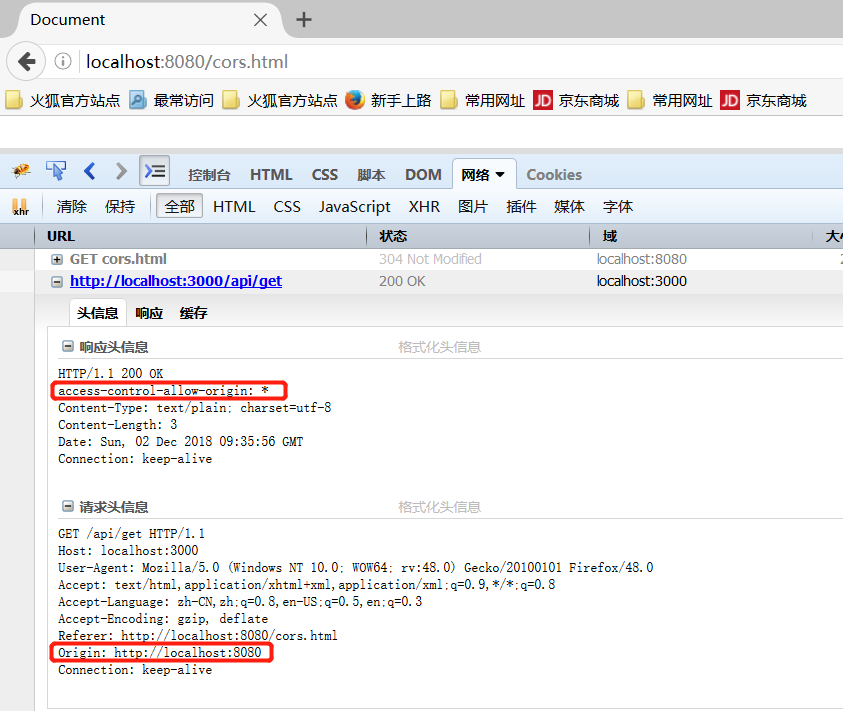 Document
localhost:8080/cors.html
火狐官方站点 最常访问 火狐官方站点 新手上路 常用网址 JD 京东商城 常用网址 JD 京东商城
控制台 HTML CSS 脚本 DOM 网络 Cookies
xhr 清除 保持 全部 HTML CSS JavaScript XHR 图片 插件 媒体 字体
URL 状态 域
GET cors.html 304 Not Modified localhost:8080
http://localhost:3000/api/get 200 OK localhost:3000
头信息 响应 缓存
响应头信息 格式化头信息
HTTP/1.1 200 OK
access-control-allow-origin: *
Content-Type: text/plain; charset=utf-8
Content-Length: 3
Date: Sun, 02 Dec 2018 09:35:56 GMT
Connection: keep-alive
请求头信息 格式化头信息
GET /api/get HTTP/1.1
Host: localhost:3000
User-Agent: Mozilla/5.0 (Windows NT 10.0; WOW64; rv:48.0) Gecko/20100101 Firefox/48.0
Accept: text/html,application/xhtml+xml,application/xml;q=0.9,*/*;q=0.8
Accept-Language: zh-CN,zh;q=0.8,en-US;q=0.5,en;q=0.3
Accept-Encoding: gzip, deflate
Referer: http://localhost:8080/cors.html
Origin: http://localhost:8080
Connection: keep-alive